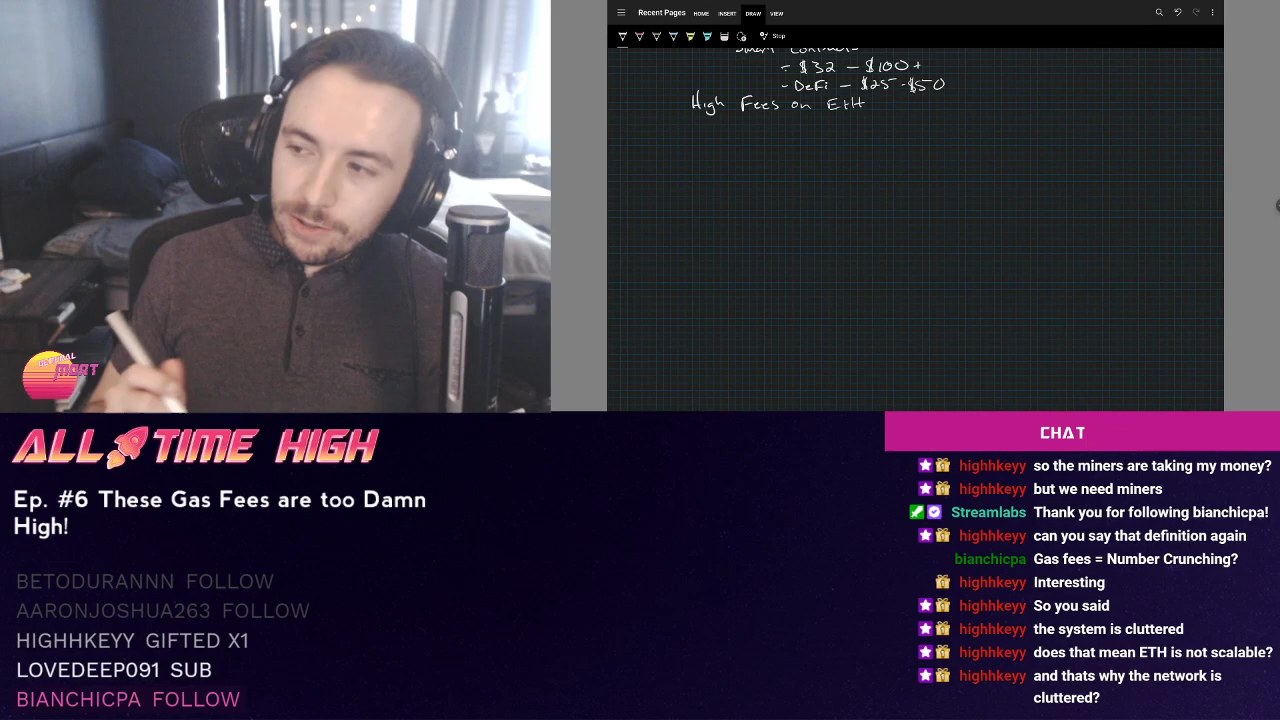 Recent Pages HOME INSERT DRAW VIEW
Stop
- $32 - $100+
- DeFi - $25 - $50
High Fees on EtH
MORT
ALL TIME HIGH
Ep. #6 These Gas Fees are too Damn
High!
BETODURANNN FOLLOW
AARONJOSHUA263 FOLLOW
HIGHHKEYY GIFTED X1
LOVEDEEP091 SUB
BIANCHICPA FOLLOW
CHAT
highhkeyy so the miners are taking my money?
highhkeyy but we need miners
Streamlabs Thank you for following bianchicpa!
highhkeyy can you say that definition again
bianchicpa Gas fees = Number Crunching?
highhkeyy Interesting
highhkeyy So you said
highhkeyy the system is cluttered
highhkeyy does that mean ETH is not scalable?
highhkeyy and thats why the network is
cluttered?